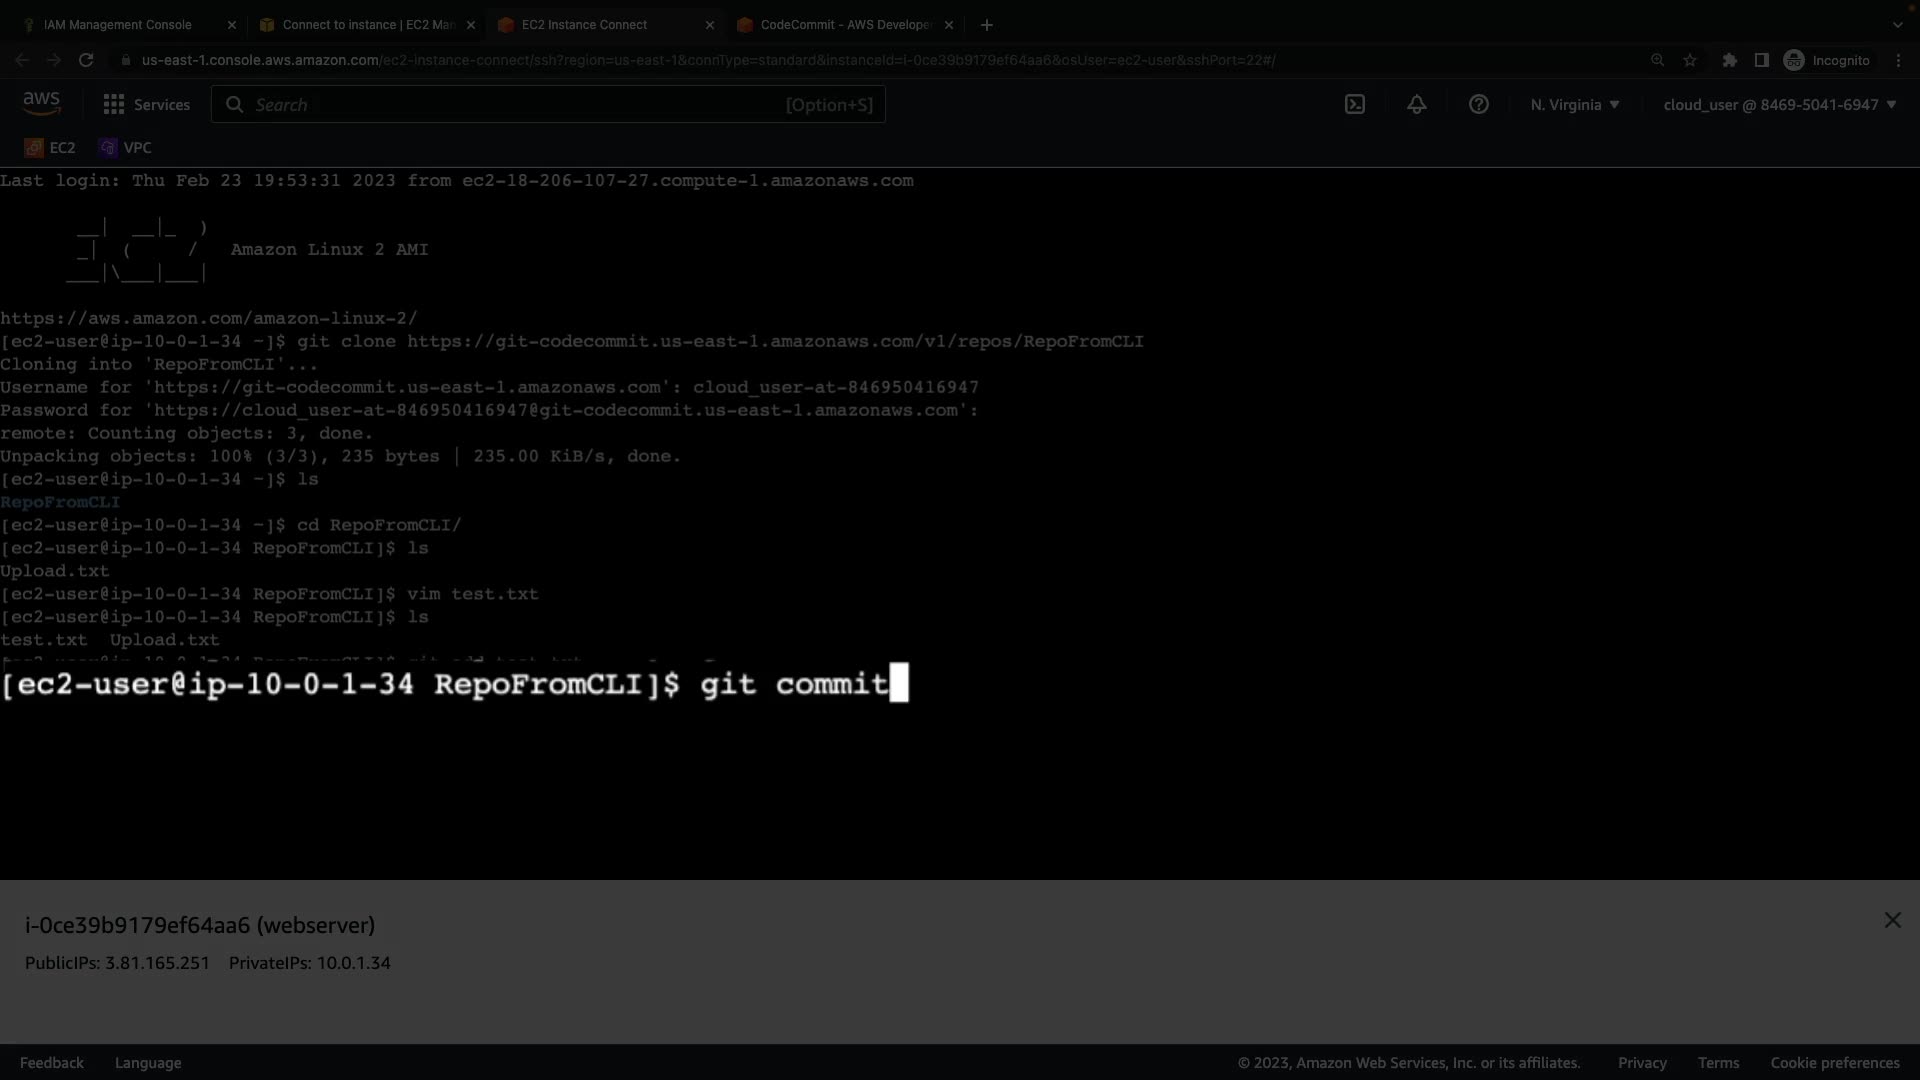 IAM Management Console
Connect to instance | EC2 Man
EC2 Instance Connect
CodeCommit - AWS Develope
us-east-1.console.aws.amazon.com/ec2-instance-connect/ssh?region=us-east-1&connType=standard&instanceId=i-0ce39b9179ef64aa6&osUser=ec2-user&sshPort=22#/
Incognito
aws
Services
Search
[Option+S]
N. Virginia
cloud_user @ 8469-5041-6947
EC2
VPC
Last login: Thu Feb 23 19:53:31 2023 from ec2-18-206-107-27.compute-1.amazonaws.com
__|  __|_  )
_|  (     /   Amazon Linux 2 AMI
___|\___|___|
https://aws.amazon.com/amazon-linux-2/
[ec2-user@ip-10-0-1-34 ~]$ git clone https://git-codecommit.us-east-1.amazonaws.com/v1/repos/RepoFromCLI
Cloning into 'RepoFromCLI'...
Username for 'https://git-codecommit.us-east-1.amazonaws.com': cloud_user-at-846950416947
Password for 'https://cloud_user-at-846950416947@git-codecommit.us-east-1.amazonaws.com':
remote: Counting objects: 3, done.
Unpacking objects: 100% (3/3), 235 bytes | 235.00 KiB/s, done.
[ec2-user@ip-10-0-1-34 ~]$ ls
RepoFromCLI
[ec2-user@ip-10-0-1-34 ~]$ cd RepoFromCLI/
[ec2-user@ip-10-0-1-34 RepoFromCLI]$ ls
Upload.txt
[ec2-user@ip-10-0-1-34 RepoFromCLI]$ vim test.txt
[ec2-user@ip-10-0-1-34 RepoFromCLI]$ ls
test.txt  Upload.txt
[ec2-user@ip-10-0-1-34 RepoFromCLI]$ git commit
i-0ce39b9179ef64aa6 (webserver)
PublicIPs: 3.81.165.251 PrivateIPs: 10.0.1.34
Feedback
Language
© 2023, Amazon Web Services, Inc. or its affiliates.
Privacy
Terms
Cookie preferences